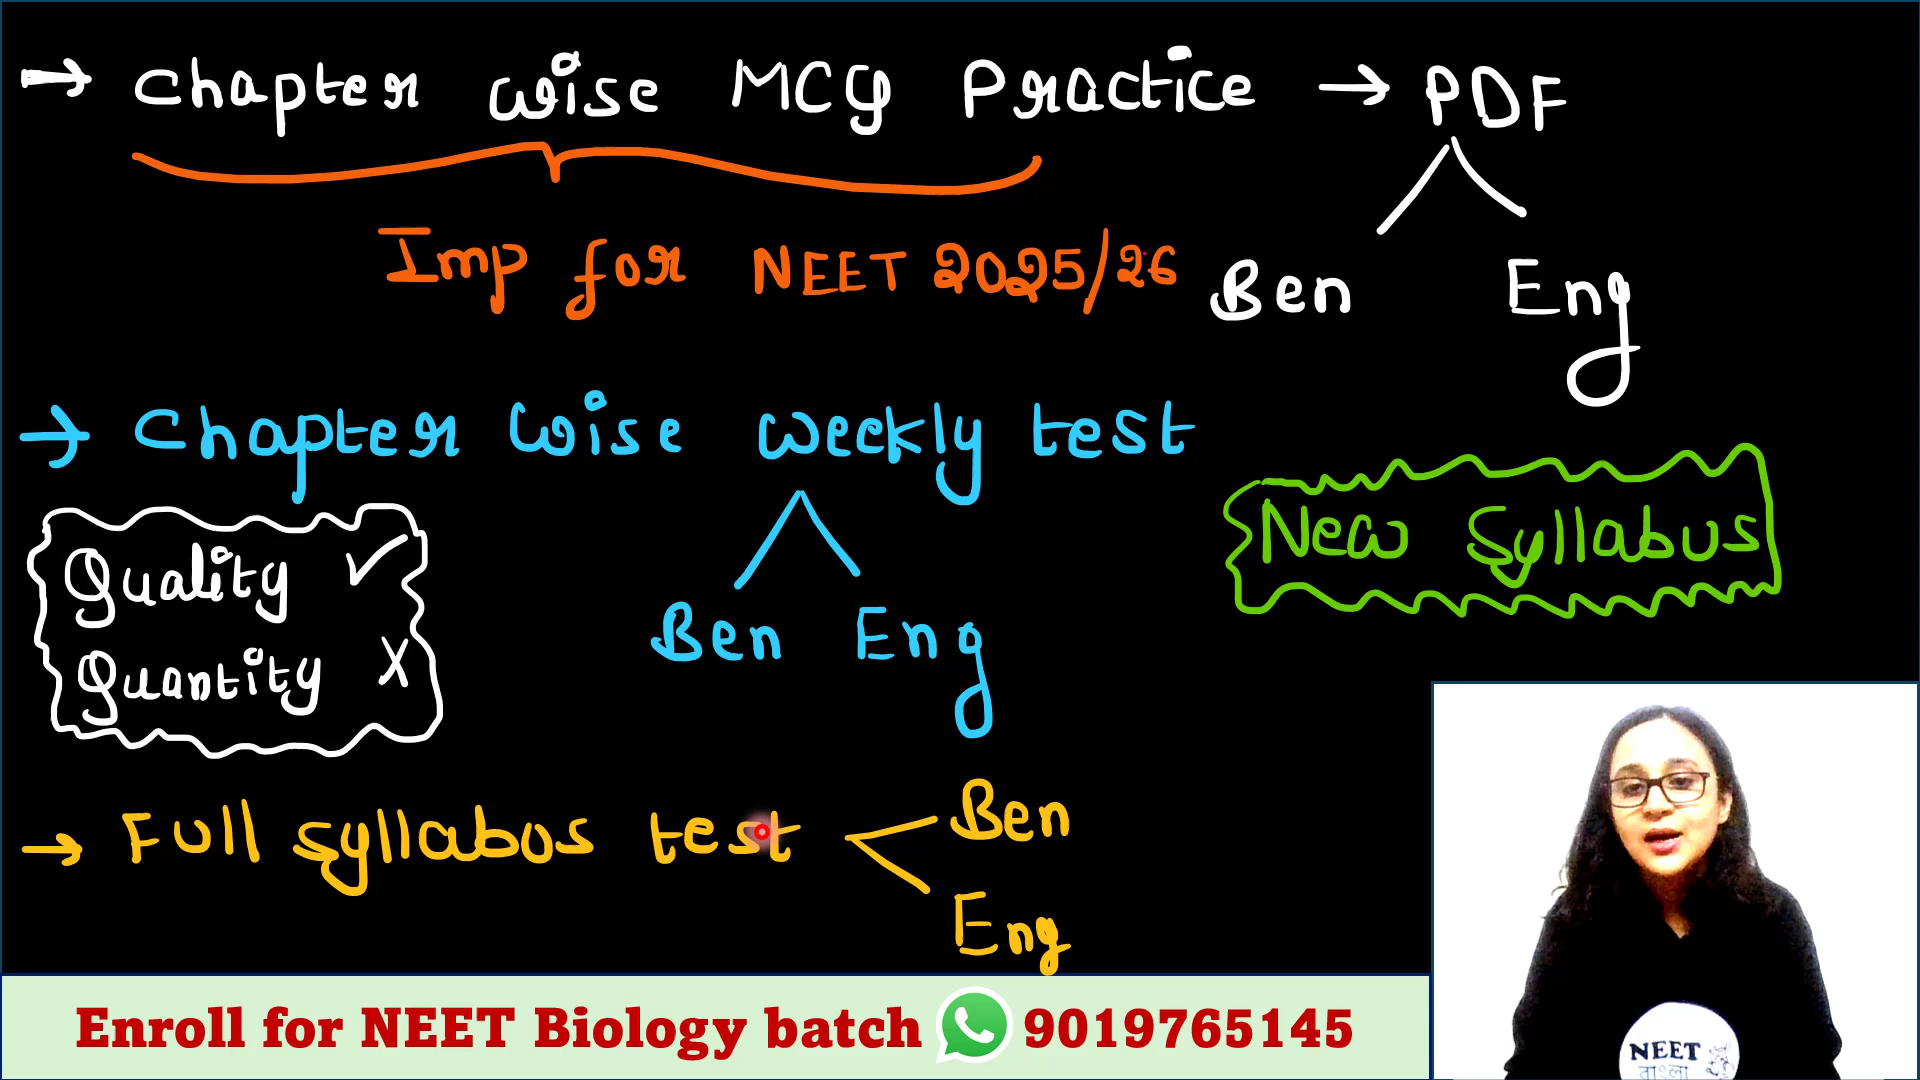 → Chapter wise MCQ Practice → PDF
Imp for NEET 2025/26
Ben Eng
→ Chapter wise weekly test
New Syllabus
Quality ✓
Quantity X
Ben Eng
→ Full syllabus test
Ben
Eng
Enroll for NEET Biology batch 9019765145
NEET
বাংলা